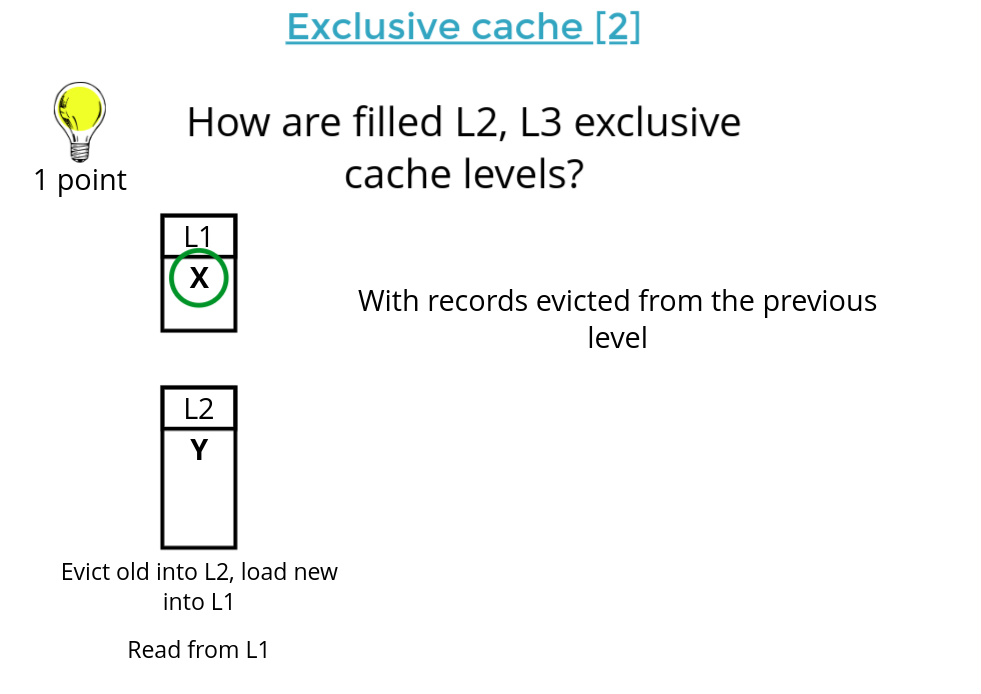 Exclusive cache [2]
How are filled L2, L3 exclusive
cache levels?
1 point
L1
X
With records evicted from the previous
level
L2
Y
Evict old into L2, load new
into L1
Read from L1